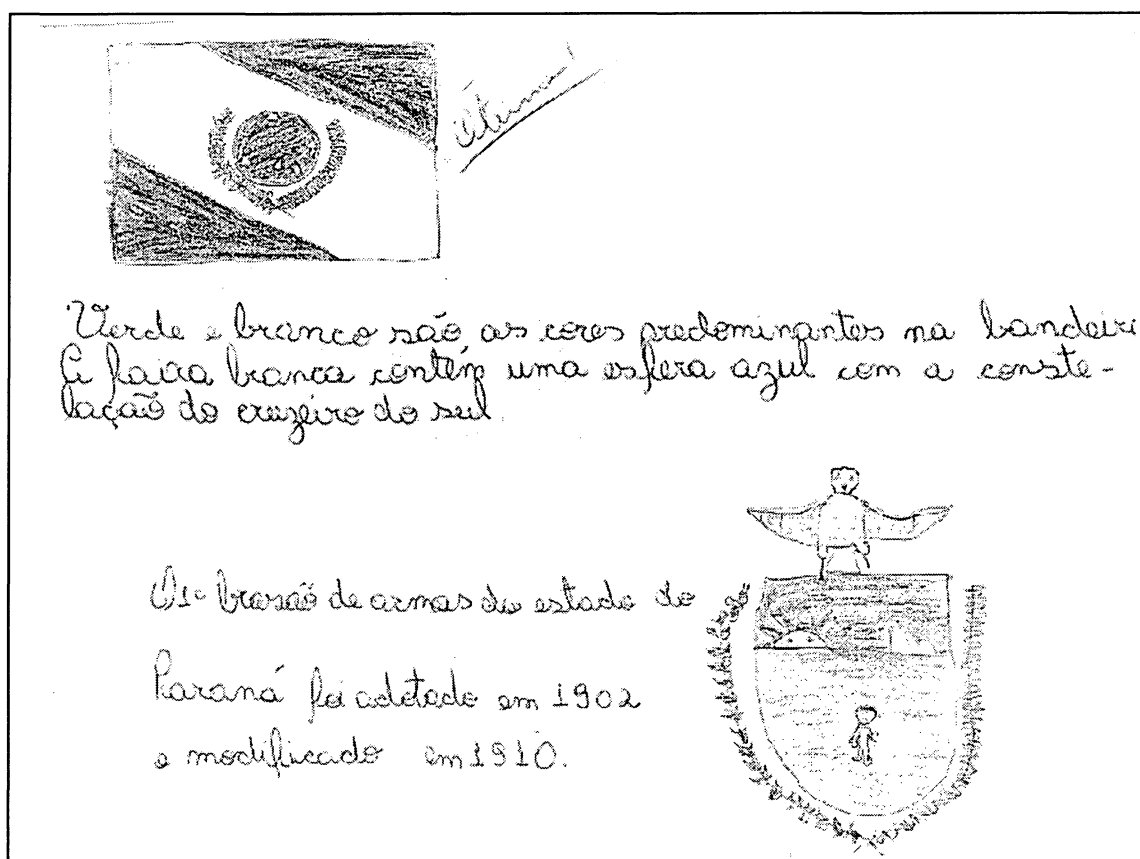 Ótimo!
Verde e branco são as cores predominantes na bandeira
A faixa branca contém uma esfera azul com a conste-
lação do cruzeiro do sul.
O 1º brasão de armas do estado do
Paraná foi adotado em 1902
e modificado em 1910.